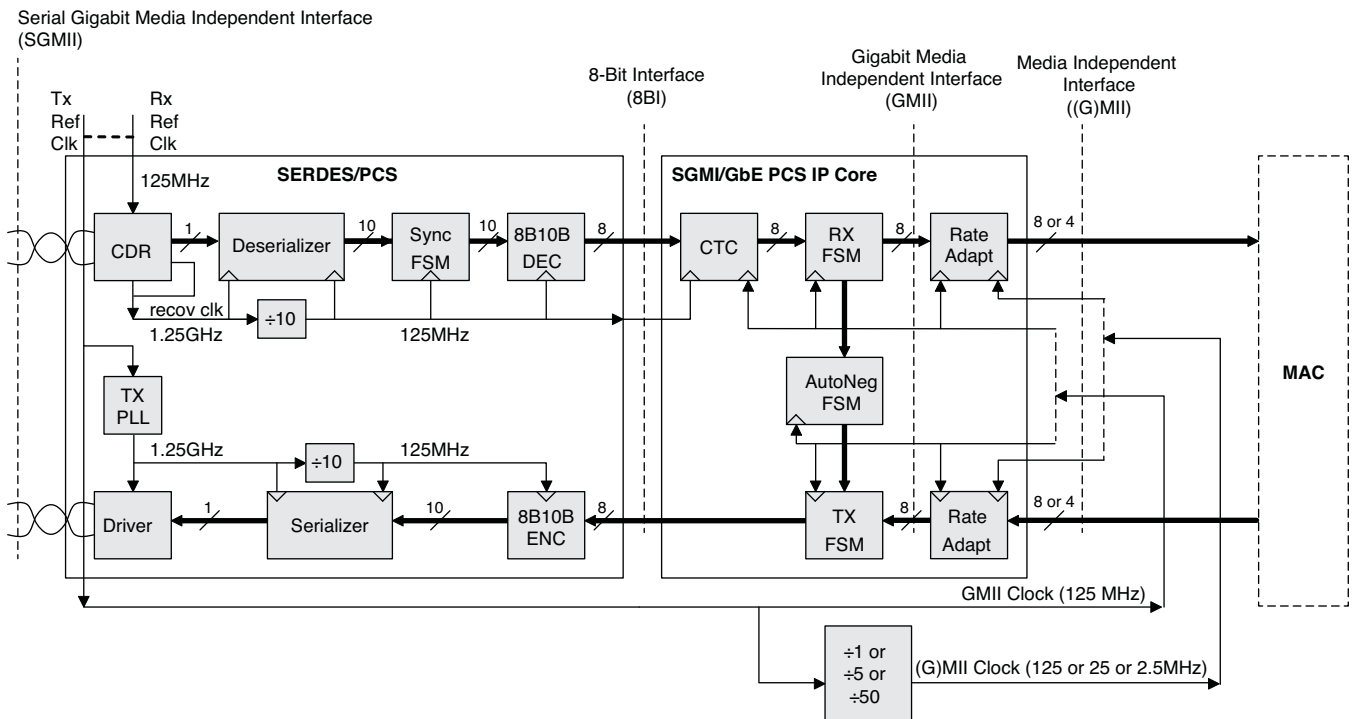 Serial Gigabit Media Independent Interface
(SGMII)
Tx
Ref
Clk
Rx
Ref
Clk
8-Bit Interface
(8BI)
Gigabit Media
Independent Interface
(GMII)
Media Independent
Interface
((G)MII)
SERDES/PCS
SGMI/GbE PCS IP Core
125MHz
CDR
1
Deserializer
10
Sync
FSM
10
8B10B
DEC
8
CTC
8
RX
FSM
8
Rate
Adapt
8 or 4
recov clk
1.25GHz
÷10
125MHz
AutoNeg
FSM
MAC
TX
PLL
1.25GHz
÷10
125MHz
Driver
1
Serializer
10
8B10B
ENC
8
TX
FSM
8
Rate
Adapt
8 or 4
GMII Clock (125 MHz)
÷1 or
÷5 or
÷50
(G)MII Clock (125 or 25 or 2.5MHz)